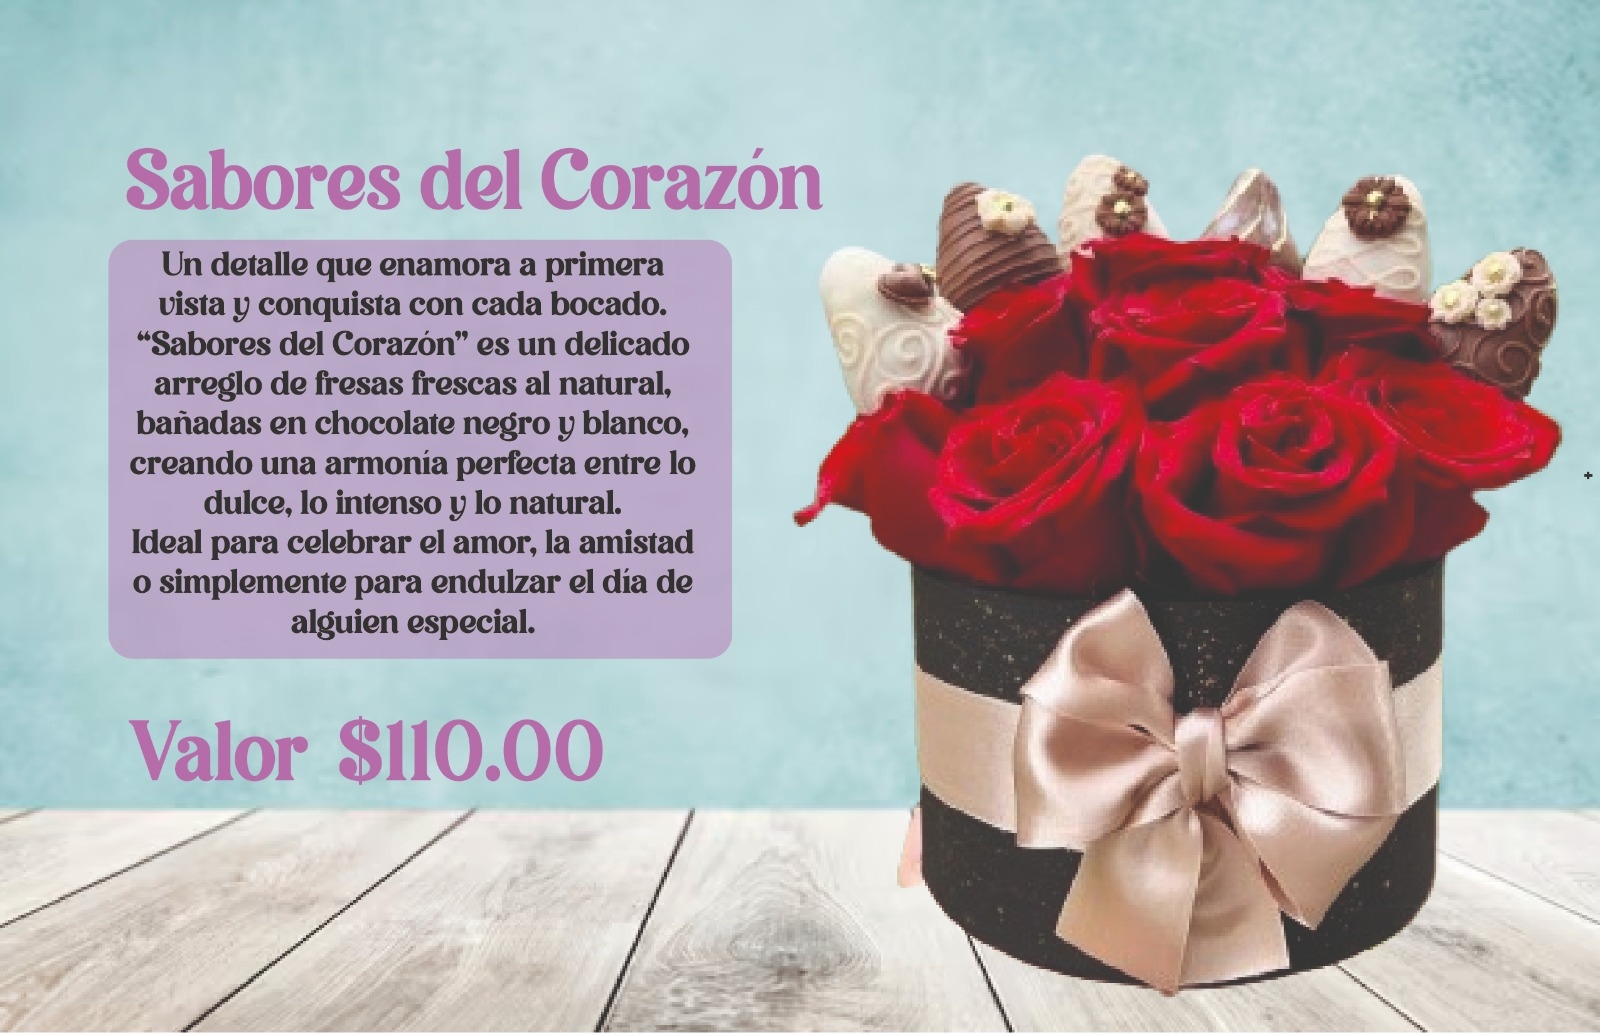 Sabores del Corazón
Un detalle que enamora a primera
vista y conquista con cada bocado.
“Sabores del Corazón” es un delicado
arreglo de fresas frescas al natural,
bañadas en chocolate negro y blanco,
creando una armonía perfecta entre lo
dulce, lo intenso y lo natural.
Ideal para celebrar el amor, la amistad
o simplemente para endulzar el día de
alguien especial.
Valor $110.00